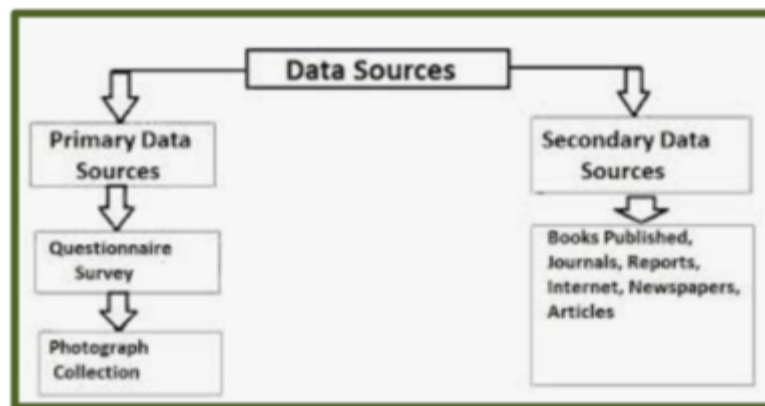 Data Sources
Primary Data
Sources
Questionnaire
Survey
Photograph
Collection
Secondary Data
Sources
Books Published,
Journals, Reports,
Internet, Newspapers,
Articles